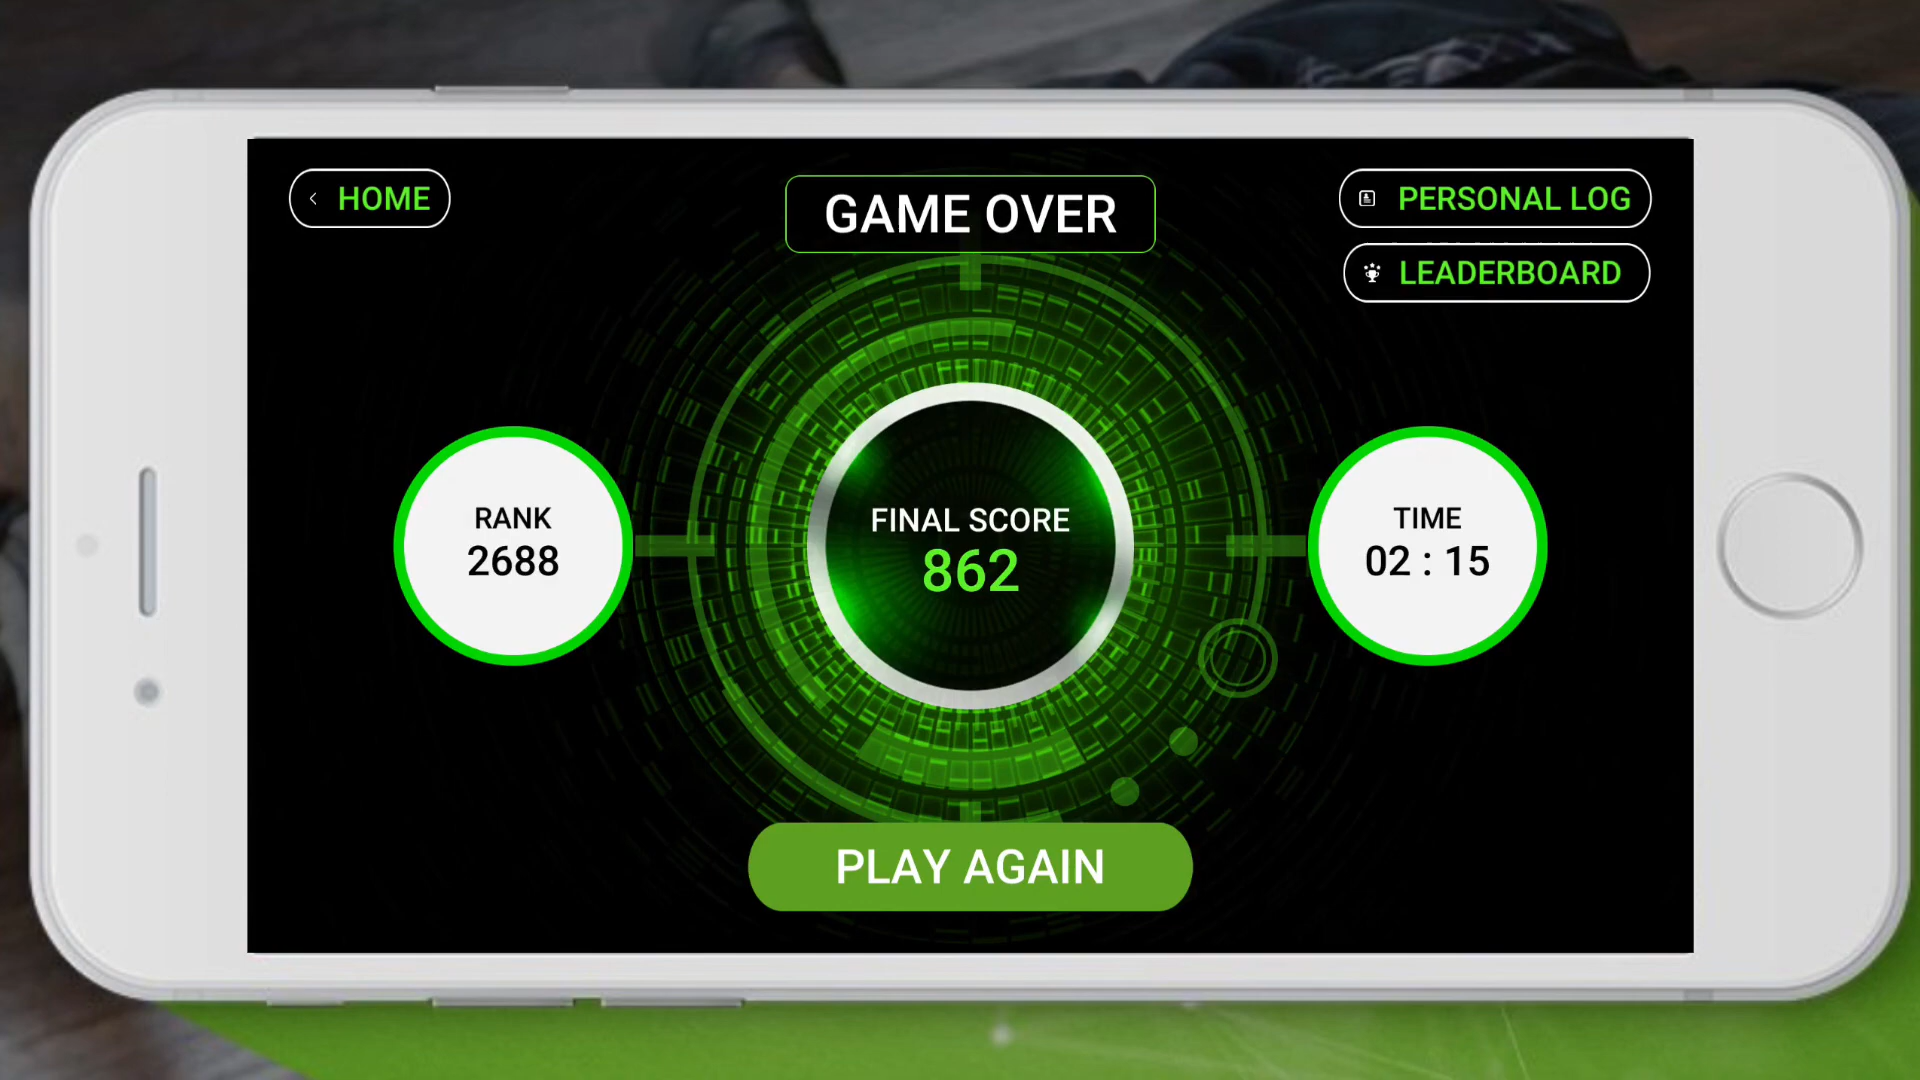 HOME
GAME OVER
PERSONAL LOG
LEADERBOARD
RANK
2688
FINAL SCORE
862
TIME
02 : 15
PLAY AGAIN